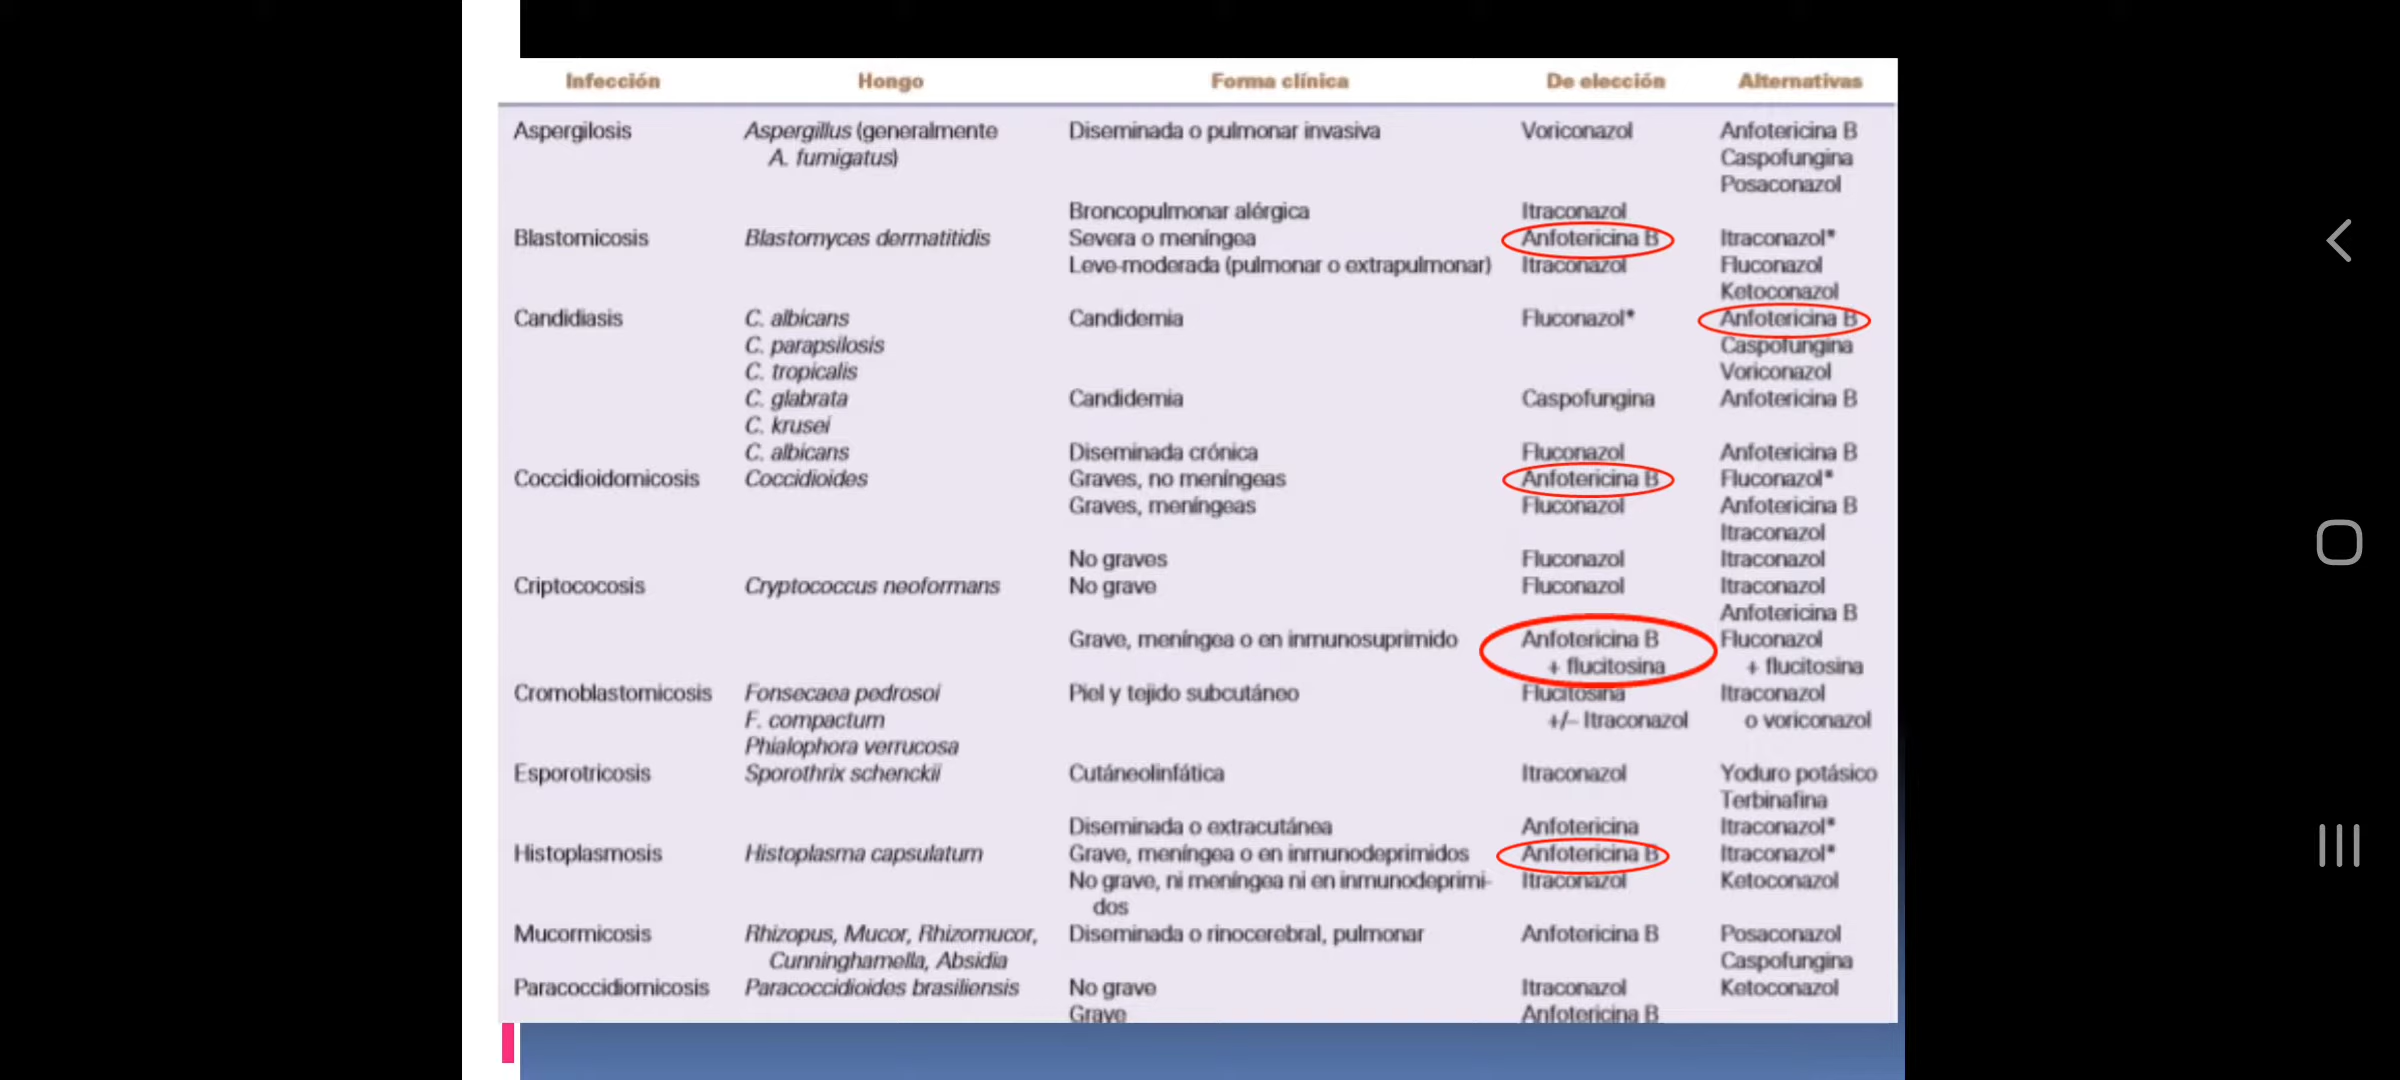 Infección Hongo Forma clínica De elección Alternativas
Aspergilosis Aspergillus (generalmente Diseminada o pulmonar invasiva Voriconazol Anfotericina B
A. fumigatus) Caspofungina
Posaconazol
Broncopulmonar alérgica Itraconazol
Blastomicosis Blastomyces dermatitidis Severa o meníngea Anfotericina B Itraconazol*
Leve-moderada (pulmonar o extrapulmonar) Itraconazol Fluconazol
Ketoconazol
Candidiasis C. albicans Candidemia Fluconazol* Anfotericina B
C. parapsilosis Caspofungina
C. tropicalis Voriconazol
C. glabrata Candidemia Caspofungina Anfotericina B
C. krusei
C. albicans Diseminada crónica Fluconazol Anfotericina B
Coccidioidomicosis Coccidioides Graves, no meníngeas Anfotericina B Fluconazol*
Graves, meníngeas Fluconazol Anfotericina B
Itraconazol
No graves Fluconazol Itraconazol
Criptococosis Cryptococcus neoformans No grave Fluconazol Itraconazol
Anfotericina B
Grave, meníngea o en inmunosuprimido Anfotericina B Fluconazol
+ flucitosina + flucitosina
Cromoblastomicosis Fonsecaea pedrosoi Piel y tejido subcutáneo Flucitosina Itraconazol
F. compactum +/– Itraconazol o voriconazol
Phialophora verrucosa
Esporotricosis Sporothrix schenckii Cutáneolinfática Itraconazol Yoduro potásico
Terbinafina
Diseminada o extracutánea Anfotericina Itraconazol*
Histoplasmosis Histoplasma capsulatum Grave, meníngea o en inmunodeprimidos Anfotericina B Itraconazol*
No grave, ni meníngea ni en inmunodeprimi- Itraconazol Ketoconazol
dos
Mucormicosis Rhizopus, Mucor, Rhizomucor, Diseminada o rinocerebral, pulmonar Anfotericina B Posaconazol
Cunninghamella, Absidia Caspofungina
Paracoccidiomicosis Paracoccidioides brasiliensis No grave Itraconazol Ketoconazol
Grave Anfotericina B